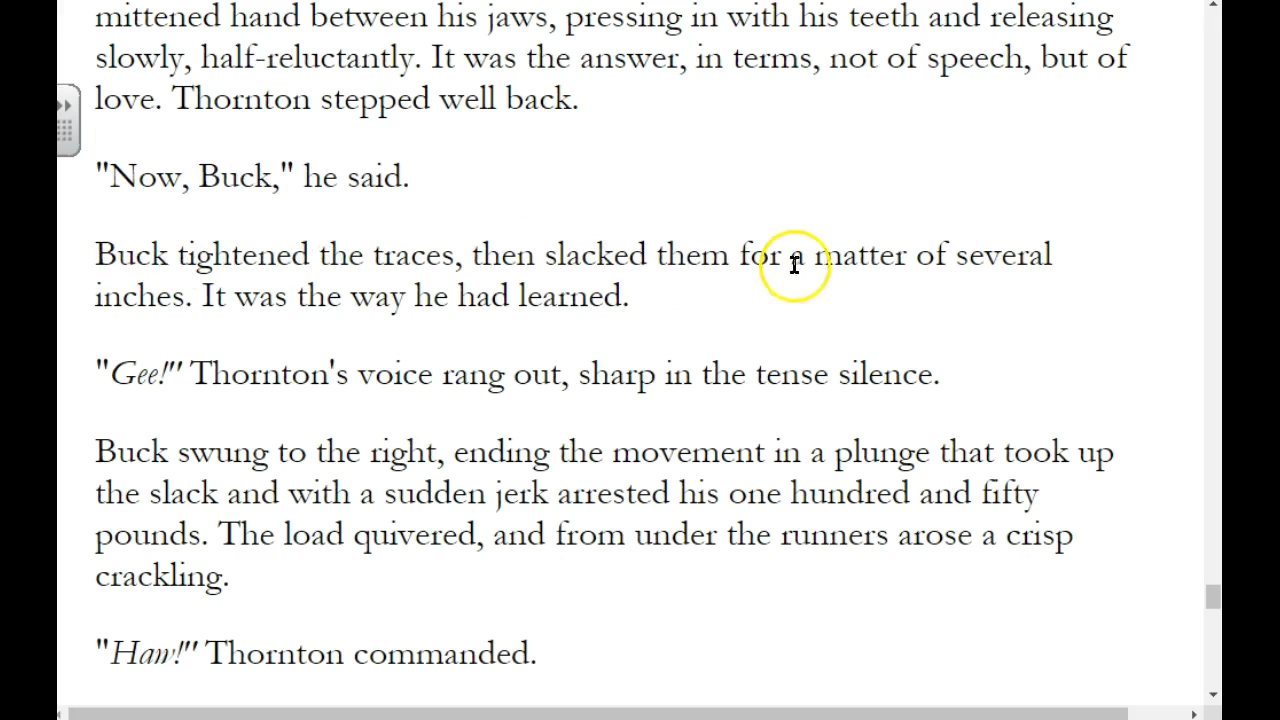 mittened hand between his jaws, pressing in with his teeth and releasing
slowly, half-reluctantly. It was the answer, in terms, not of speech, but of
love. Thornton stepped well back.
"Now, Buck," he said.
Buck tightened the traces, then slacked them for a matter of several
inches. It was the way he had learned.
"Gee!" Thornton's voice rang out, sharp in the tense silence.
Buck swung to the right, ending the movement in a plunge that took up
the slack and with a sudden jerk arrested his one hundred and fifty
pounds. The load quivered, and from under the runners arose a crisp
crackling.
"Haw!" Thornton commanded.